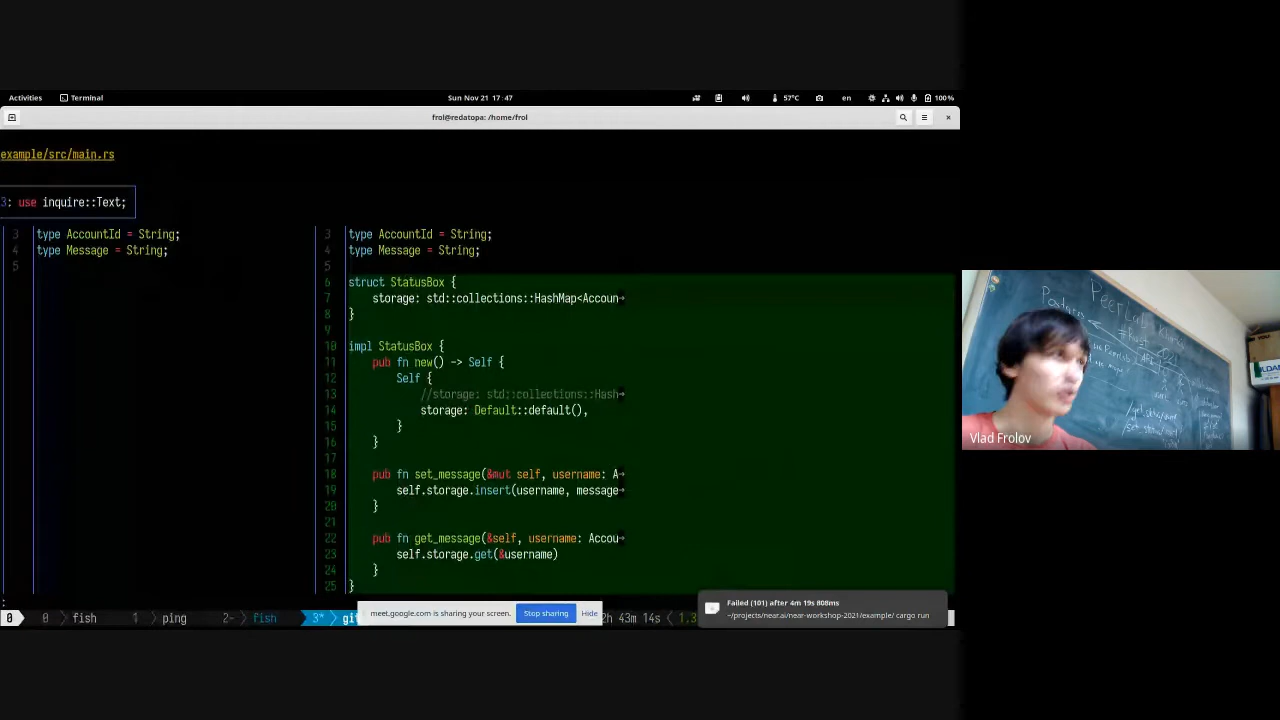 Activities Terminal Sun Nov 21 17:47 57°C en 100%
frol@redatopa: /home/frol
example/src/main.rs
3: use inquire::Text;
3 type AccountId = String; 3 type AccountId = String;
4 type Message = String; 4 type Message = String;
5 5
6 struct StatusBox {
7 storage: std::collections::HashMap<Accoun→
8 }
9
10 impl StatusBox {
11 pub fn new() -> Self {
12 Self {
13 //storage: std::collections::Hash→
14 storage: Default::default(),
15 }
16 }
17
18 pub fn set_message(&mut self, username: A→
19 self.storage.insert(username, message→
20 }
21
22 pub fn get_message(&self, username: Accou→
23 self.storage.get(&username)
24 }
25 }
:
0 0 fish 1 ping 2- fish 3* git 2h 43m 14s 1,3
meet.google.com is sharing your screen. Stop sharing Hide
Failed (101) after 4m 19s 808ms
~/projects/near.ai/near-workshop-2021/example/ cargo run
PeerLab
Postgres
Vlad Frolov